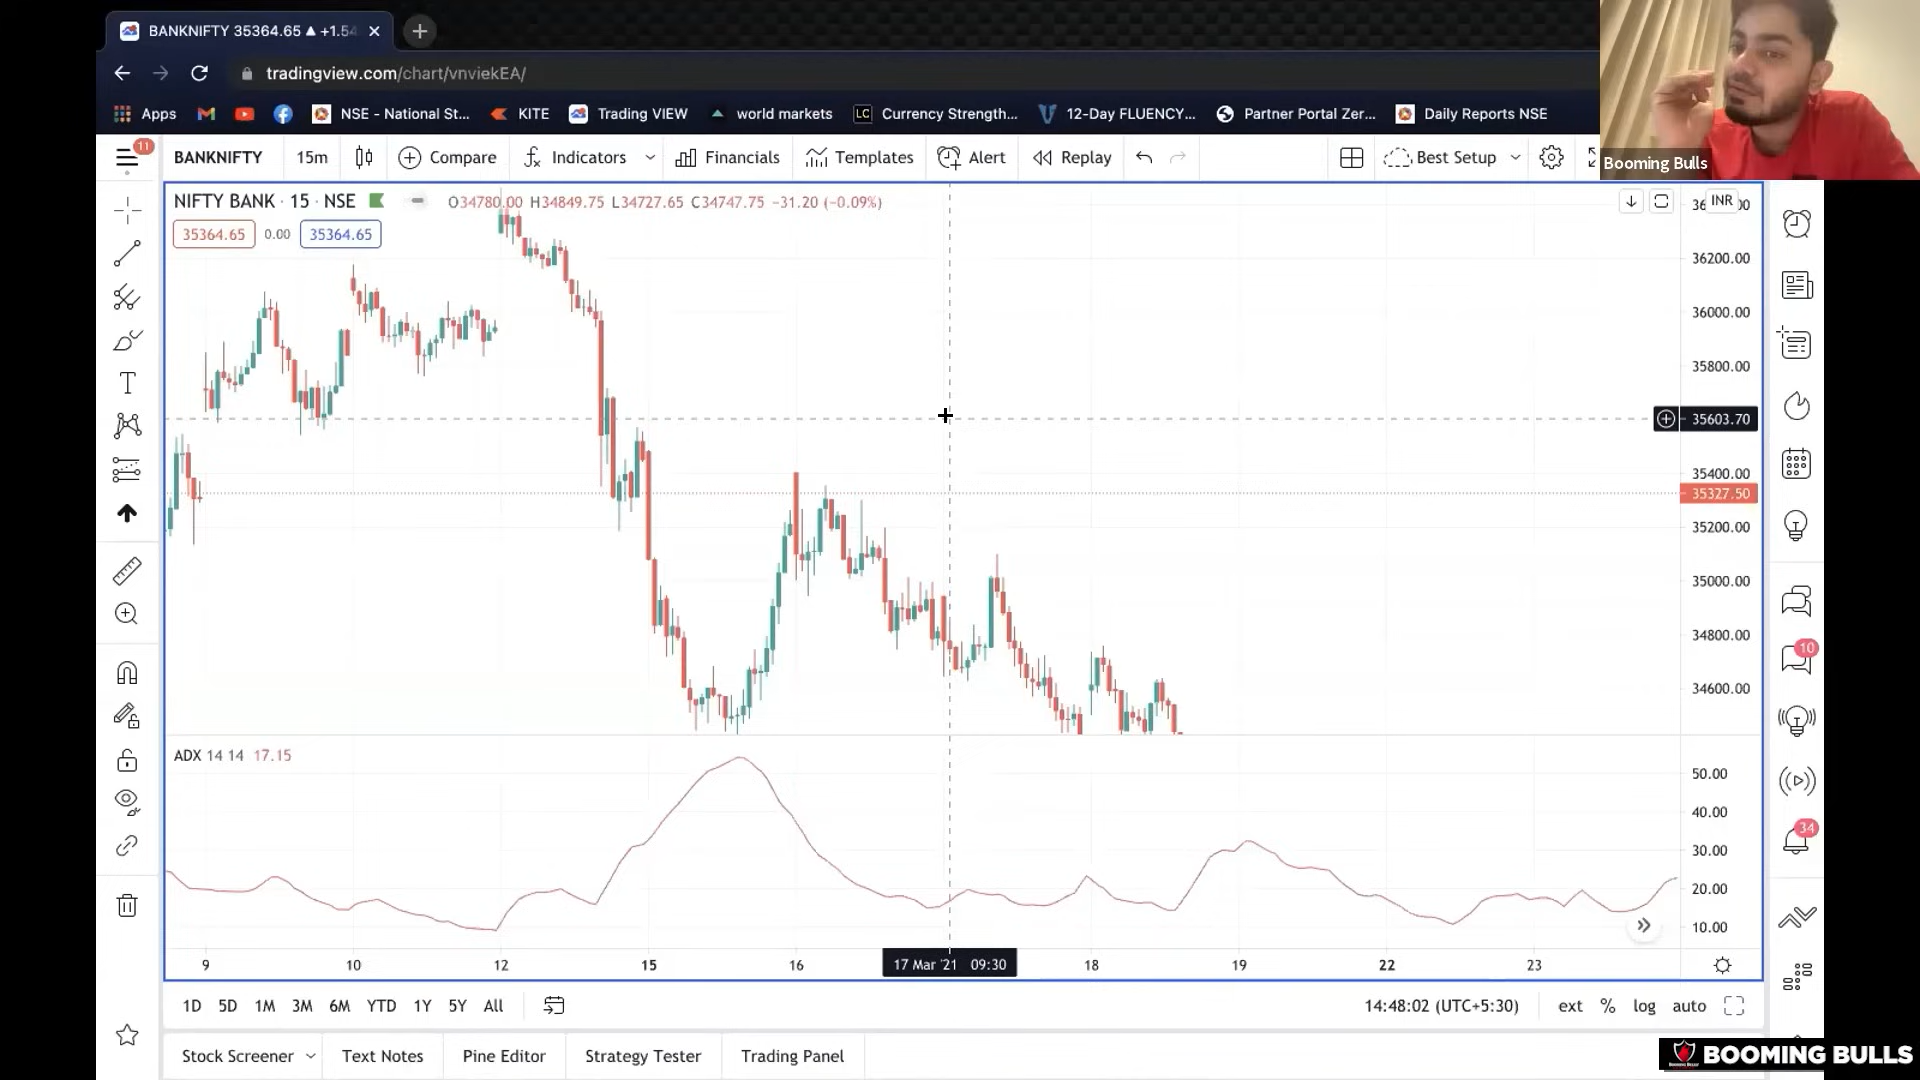 BANKNIFTY 35364.65 ▲ +1.54
tradingview.com/chart/vnviekEA/
Apps NSE - National St... KITE Trading VIEW world markets LC Currency Strength... 12-Day FLUENCY... Partner Portal Zer... Daily Reports NSE
Booming Bulls
11
BANKNIFTY 15m Compare Indicators Financials Templates Alert Replay Best Setup
NIFTY BANK · 15 · NSE O34780.00 H34849.75 L34727.65 C34747.75 −31.20 (−0.09%)
INR
35364.65 0.00 35364.65
36200.00
36000.00
35800.00
35603.70
35400.00
35327.50
35200.00
35000.00
34800.00
34600.00
10
34
ADX 14 14 17.15
50.00
40.00
30.00
20.00
10.00
9 10 12 15 16 17 Mar '21 09:30 18 19 22 23
1D 5D 1M 3M 6M YTD 1Y 5Y All 14:48:02 (UTC+5:30) ext % log auto
Stock Screener Text Notes Pine Editor Strategy Tester Trading Panel
BOOMING BULLS